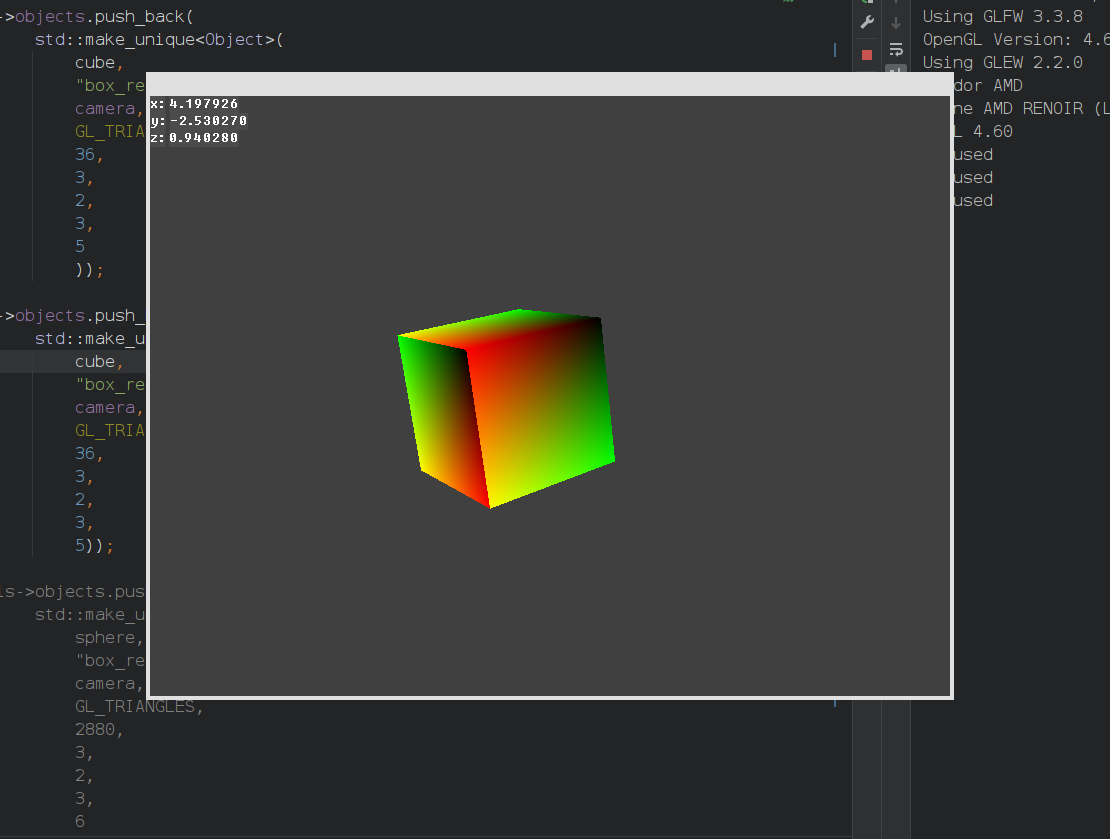 ->objects.push_back(
std::make_unique<Object>(
cube,
"box_re
camera,
GL_TRIA
36,
3,
2,
3,
5
));
->objects.push_
std::make_u
cube,
"box_re
camera,
GL_TRIA
36,
3,
2,
3,
5));
is->objects.pus
std::make_u
sphere,
"box_re
camera,
GL_TRIANGLES,
2880,
3,
2,
3,
6
x: 4.197926
y: -2.530270
z: 0.940280
Using GLFW 3.3.8
OpenGL Version: 4.6
Using GLEW 2.2.0
dor AMD
ne AMD RENOIR (L
L 4.60
used
used
used